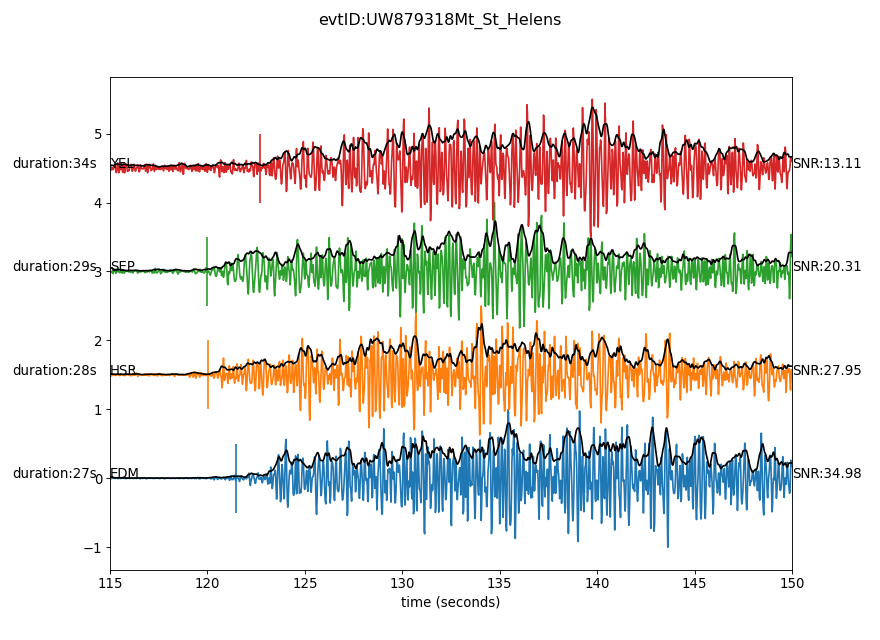 evtID:UW879318Mt_St_Helens
5
duration:34s YEL SNR:13.11
4
duration:29s SEP SNR:20.31
3
2
duration:28s HSR SNR:27.95
1
duration:27s EDM SNR:34.98
0
−1
115 120 125 130 135 140 145 150
time (seconds)